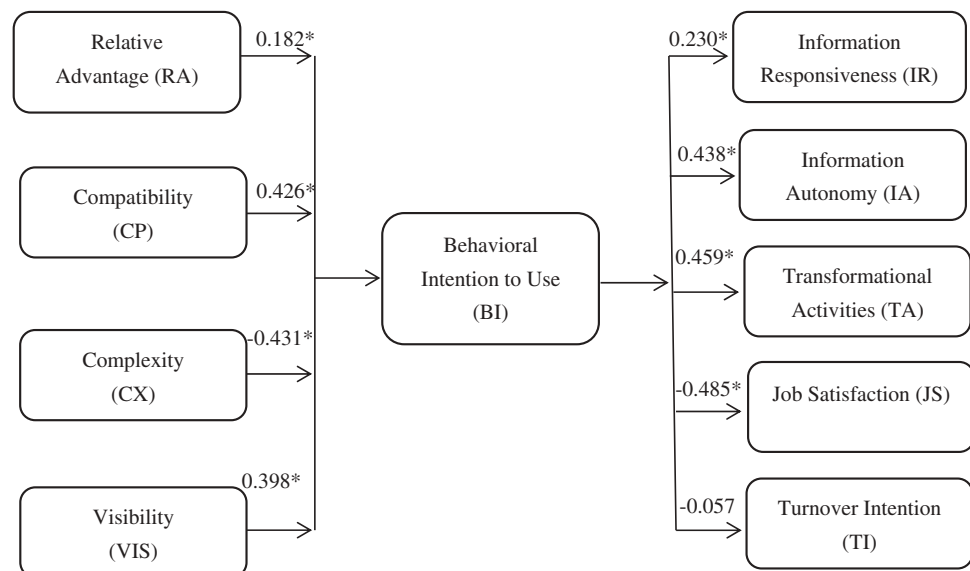 Relative
Advantage (RA)
0.182*
Compatibility
(CP)
0.426*
Complexity
(CX)
-0.431*
Visibility
(VIS)
0.398*
Behavioral
Intention to Use
(BI)
0.230*
Information
Responsiveness (IR)
0.438*
Information
Autonomy (IA)
0.459*
Transformational
Activities (TA)
-0.485*
Job Satisfaction (JS)
-0.057
Turnover Intention
(TI)